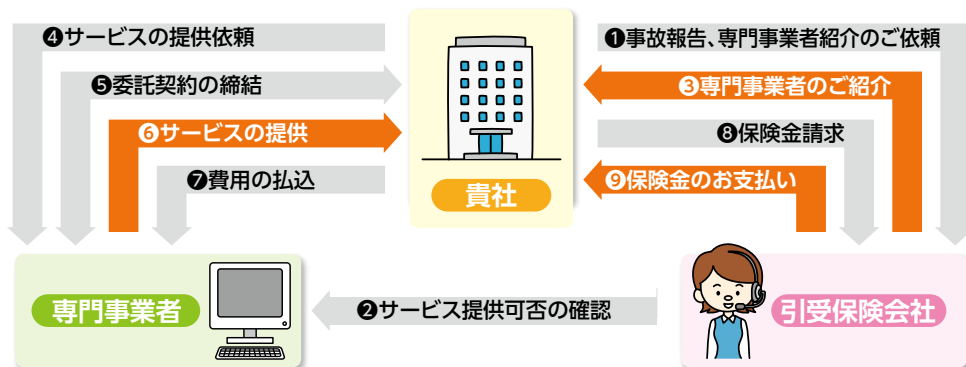 ❹サービスの提供依頼
❶事故報告、専門事業者紹介のご依頼
❺委託契約の締結
❸専門事業者のご紹介
❻サービスの提供
❽保険金請求
❼費用の払込
❾保険金のお支払い
貴社
専門事業者
❷サービス提供可否の確認
引受保険会社